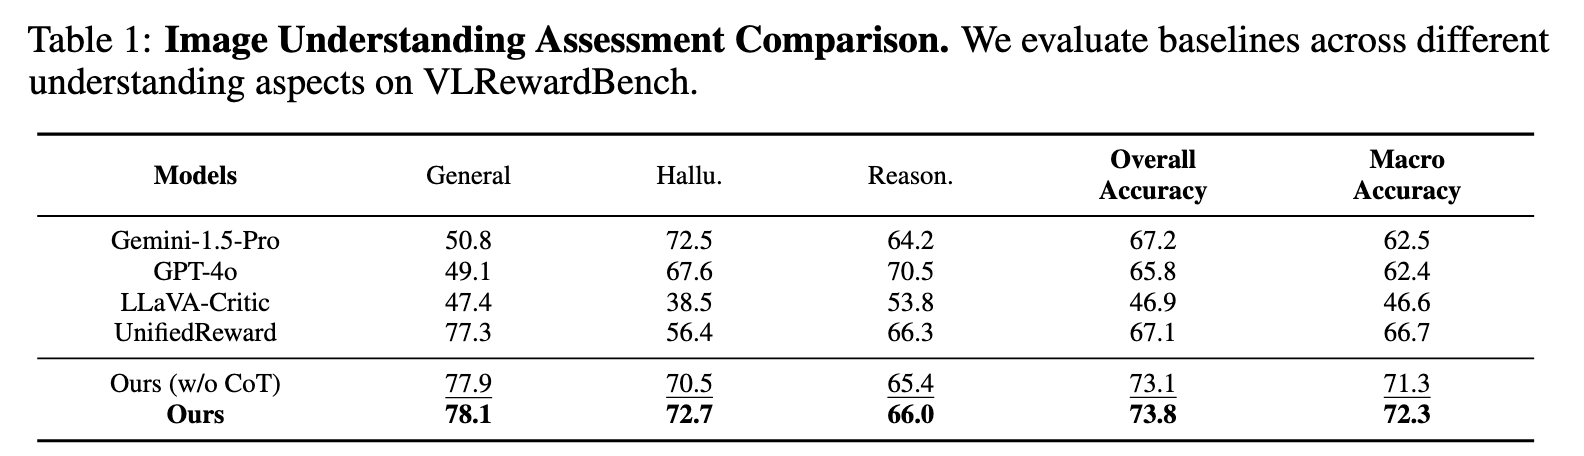 Table 1: Image Understanding Assessment Comparison. We evaluate baselines across different
understanding aspects on VLRewardBench.
Models General Hallu. Reason. Overall Accuracy Macro Accuracy
Gemini-1.5-Pro 50.8 72.5 64.2 67.2 62.5
GPT-4o 49.1 67.6 70.5 65.8 62.4
LLaVA-Critic 47.4 38.5 53.8 46.9 46.6
UnifiedReward 77.3 56.4 66.3 67.1 66.7
Ours (w/o CoT) 77.9 70.5 65.4 73.1 71.3
Ours 78.1 72.7 66.0 73.8 72.3